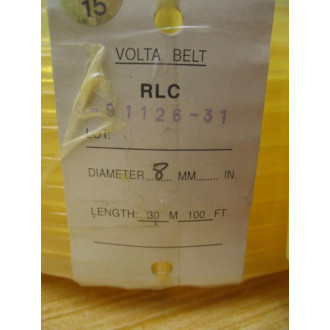 15
VOLTA BELT
RLC
91126-31
LOT:
DIAMETER...8...MM........IN.
LENGTH: 30 M 100 FT.